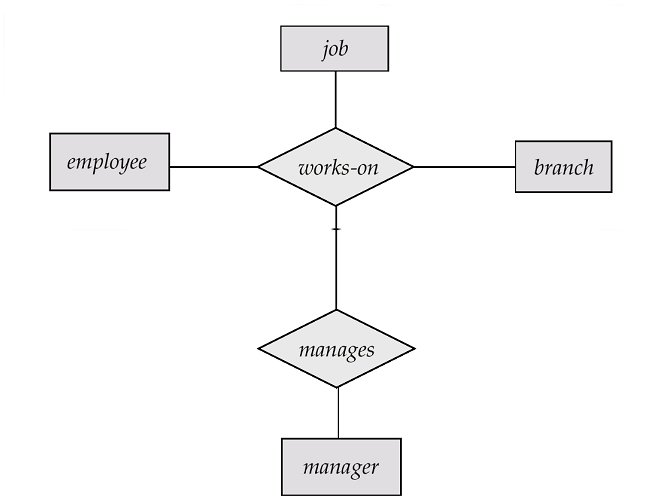 job
employee
works-on
branch
manages
manager